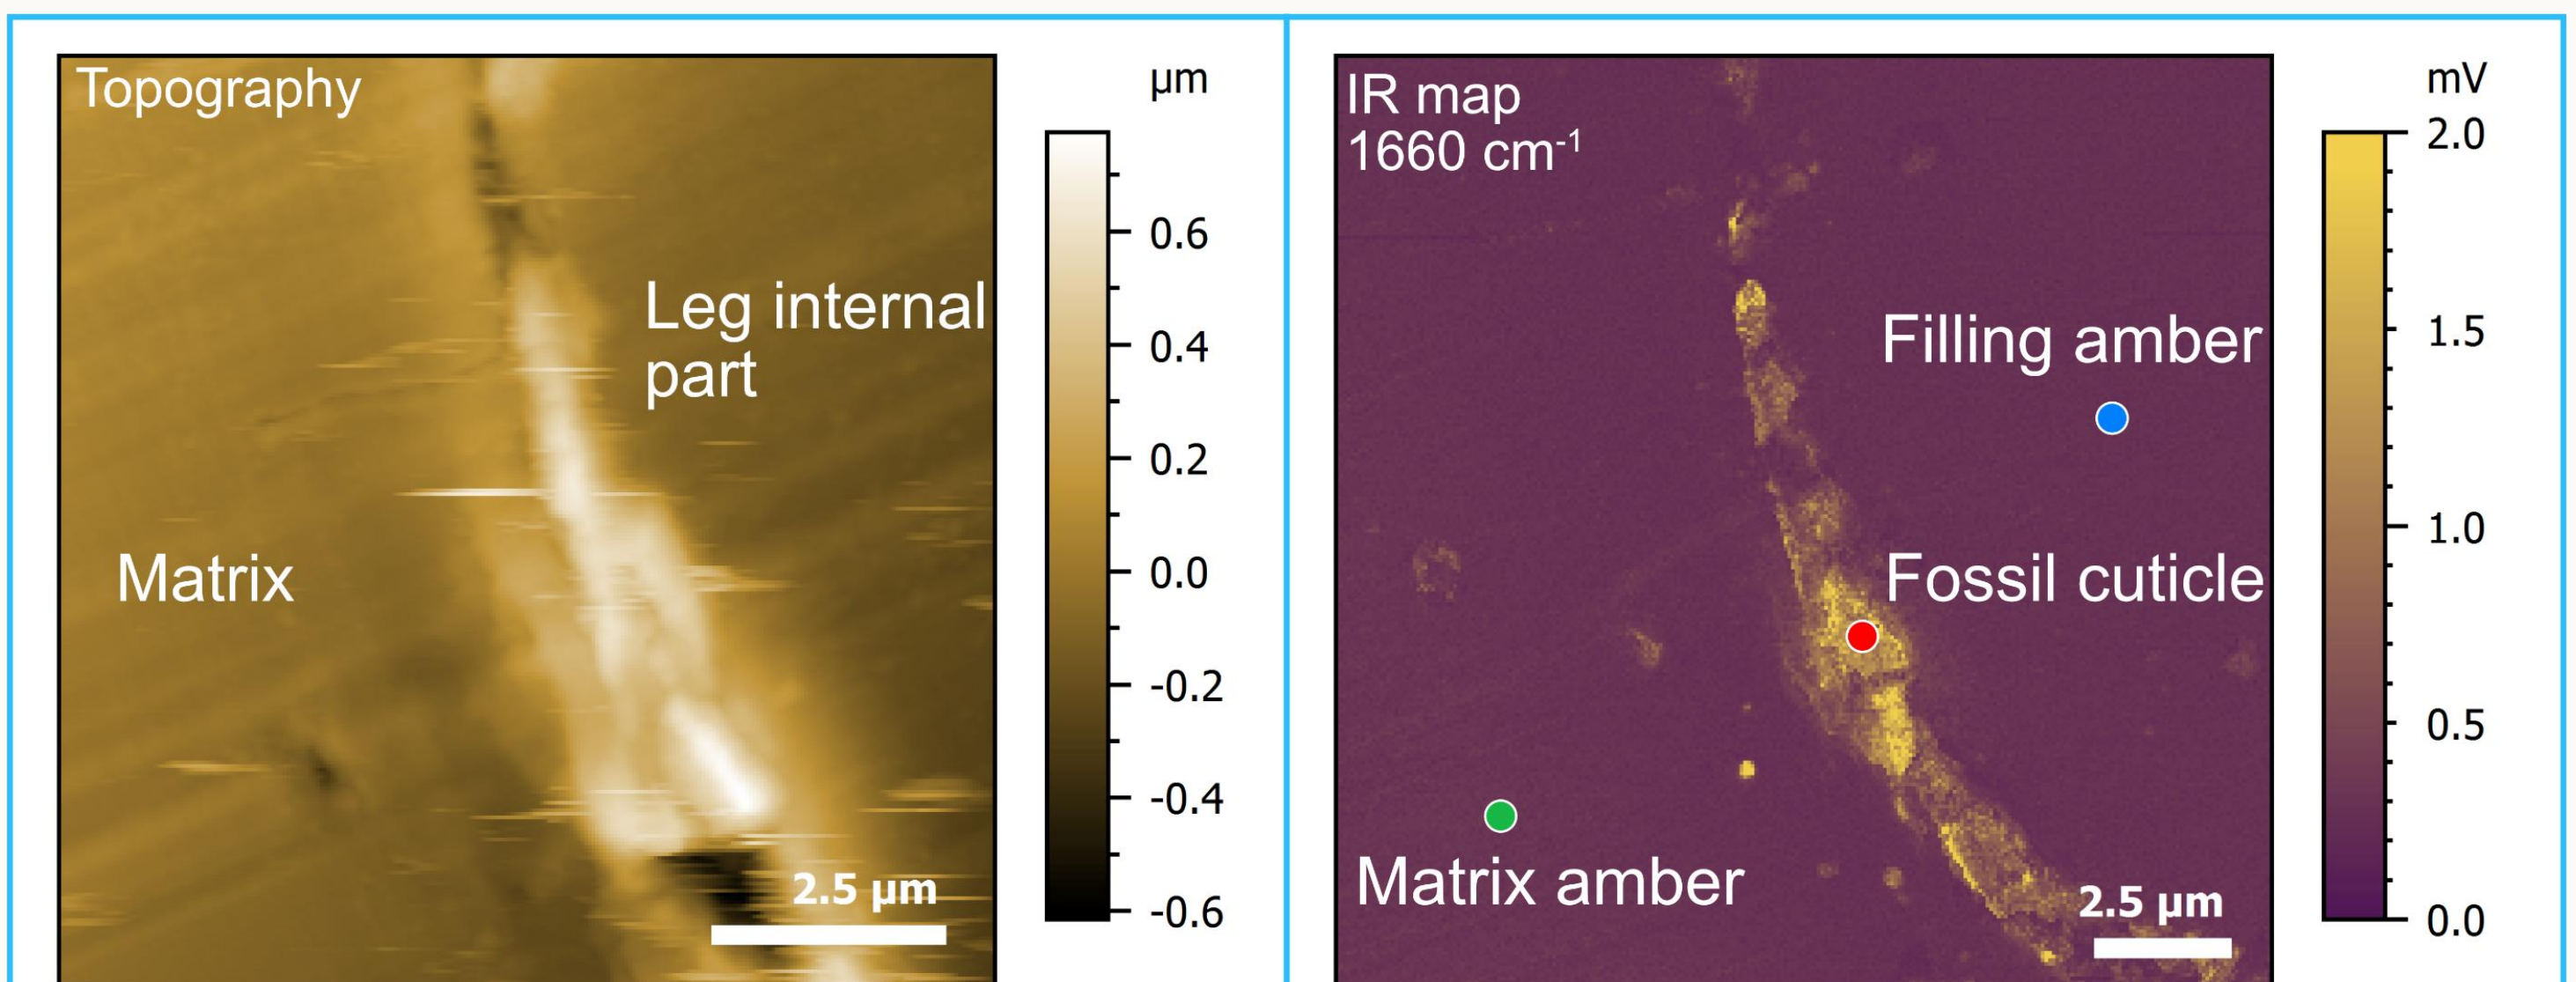 Topography
Leg internal
part
Matrix
2.5 µm
µm
0.6
0.4
0.2
0.0
-0.2
-0.4
-0.6
IR map
1660 cm⁻¹
Filling amber
Fossil cuticle
Matrix amber
2.5 µm
mV
2.0
1.5
1.0
0.5
0.0